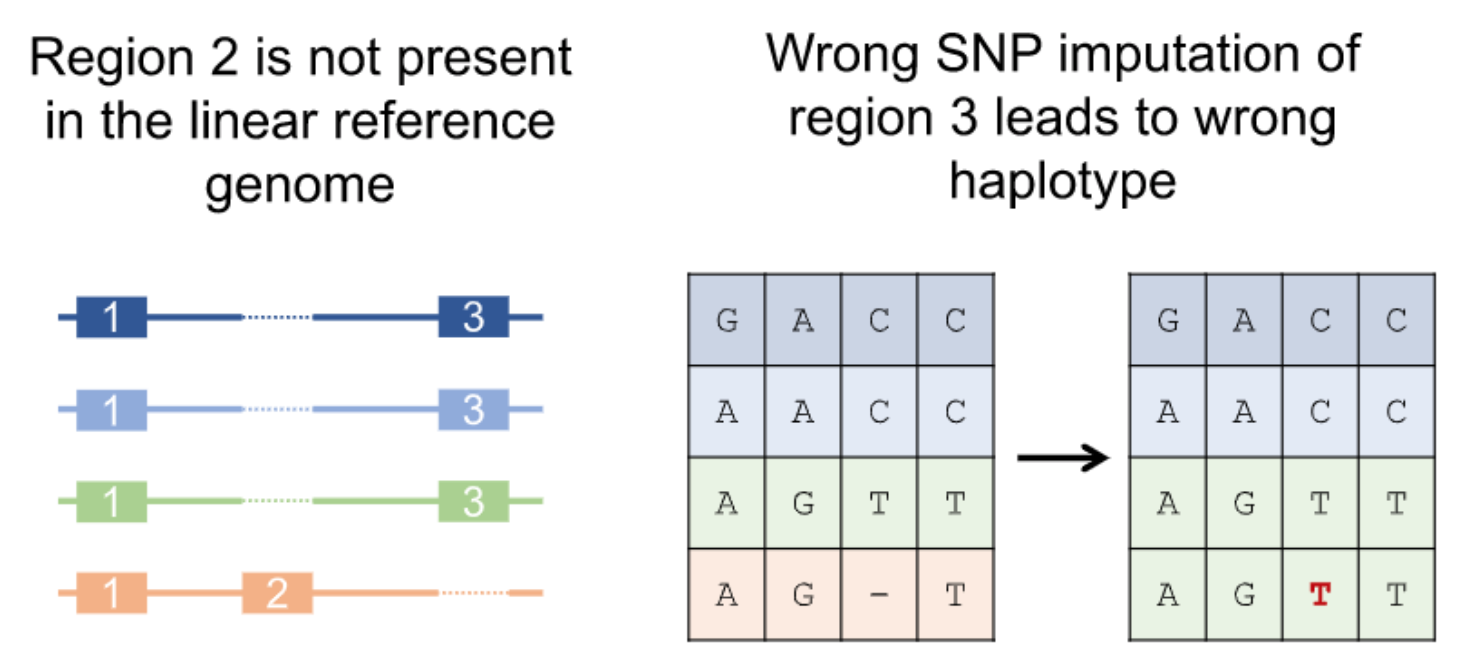 Region 2 is not present
in the linear reference
genome
1 3
1 3
1 3
1 2
Wrong SNP imputation of
region 3 leads to wrong
haplotype
G A C C
A A C C
A G T T
A G - T
G A C C
A A C C
A G T T
A G T T